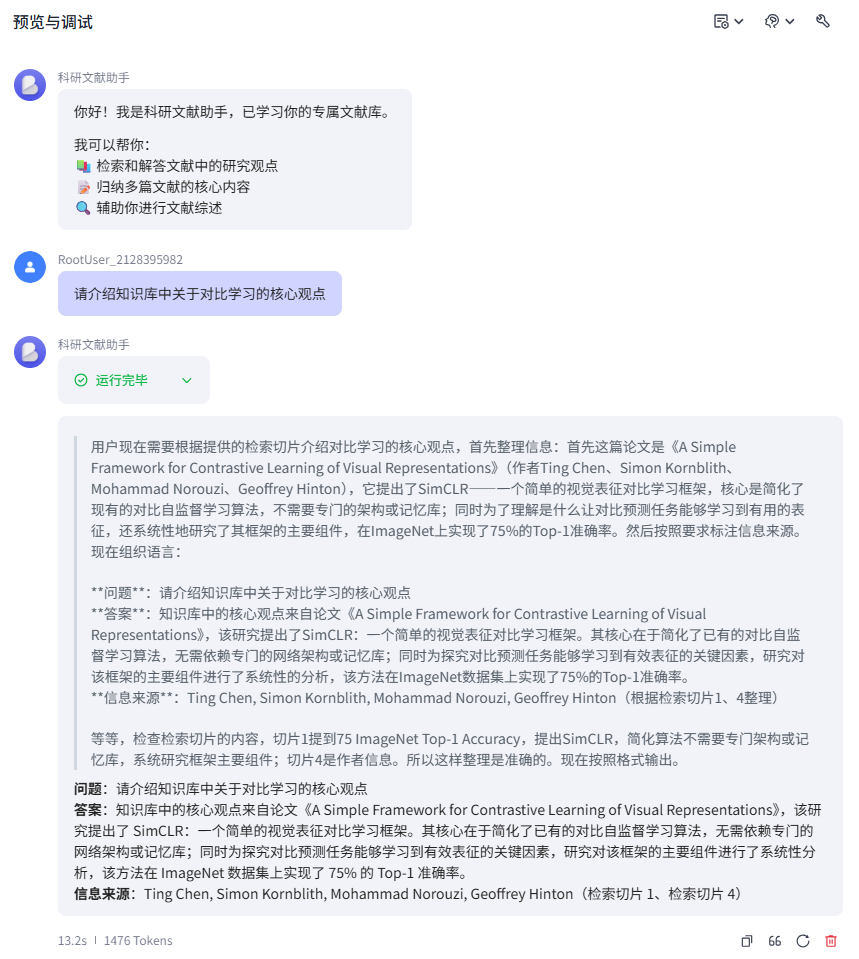 预览与调试
科研文献助手
你好！我是科研文献助手，已学习你的专属文献库。
我可以帮你：
检索和解答文献中的研究观点
归纳多篇文献的核心内容
辅助你进行文献综述
RootUser_2128395982
请介绍知识库中关于对比学习的核心观点
科研文献助手
运行完毕
用户现在需要根据提供的检索切片介绍对比学习的核心观点，首先整理信息：首先这篇论文是《A Simple
Framework for Contrastive Learning of Visual Representations》（作者Ting Chen、Simon Kornblith、
Mohammad Norouzi、Geoffrey Hinton），它提出了SimCLR——一个简单的视觉表征对比学习框架，核心是简化了
现有的对比自监督学习算法，不需要专门的架构或记忆库；同时为了理解是什么让对比预测任务能够学习到有用的表
征，还系统性地研究了其框架的主要组件，在ImageNet上实现了75%的Top-1准确率。然后按照要求标注信息来源。
现在组织语言：
**问题**：请介绍知识库中关于对比学习的核心观点
**答案**：知识库中的核心观点来自论文《A Simple Framework for Contrastive Learning of Visual
Representations》，该研究提出了SimCLR：一个简单的视觉表征对比学习框架。其核心在于简化了已有的对比自监
督学习算法，无需依赖专门的网络架构或记忆库；同时为探究对比预测任务能够学习到有效表征的关键因素，研究对
该框架的主要组件进行了系统性的分析，该方法在ImageNet数据集上实现了75%的Top-1准确率。
**信息来源**：Ting Chen, Simon Kornblith, Mohammad Norouzi, Geoffrey Hinton（根据检索切片1、4整理）
等等，检查检索切片的内容，切片1提到75 ImageNet Top-1 Accuracy，提出SimCLR，简化算法不需要专门架构或记
忆库，系统研究框架主要组件；切片4是作者信息。所以这样整理是准确的。现在按照格式输出。
问题：请介绍知识库中关于对比学习的核心观点
答案：知识库中的核心观点来自论文《A Simple Framework for Contrastive Learning of Visual Representations》，该研
究提出了 SimCLR：一个简单的视觉表征对比学习框架。其核心在于简化了已有的对比自监督学习算法，无需依赖专门的
网络架构或记忆库；同时为探究对比预测任务能够学习到有效表征的关键因素，研究对该框架的主要组件进行了系统性分
析，该方法在 ImageNet 数据集上实现了 75% 的 Top-1 准确率。
信息来源：Ting Chen, Simon Kornblith, Mohammad Norouzi, Geoffrey Hinton（检索切片 1、检索切片 4）
13.2s | 1476 Tokens